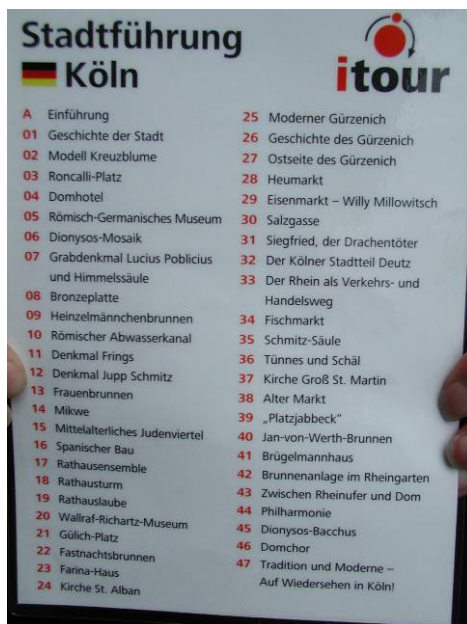 Stadtführung
Köln
itour
A Einführung
01 Geschichte der Stadt
02 Modell Kreuzblume
03 Roncalli-Platz
04 Domhotel
05 Römisch-Germanisches Museum
06 Dionysos-Mosaik
07 Grabdenkmal Lucius Poblicius
und Himmelssäule
08 Bronzeplatte
09 Heinzelmännchenbrunnen
10 Römischer Abwasserkanal
11 Denkmal Frings
12 Denkmal Jupp Schmitz
13 Frauenbrunnen
14 Mikwe
15 Mittelalterliches Judenviertel
16 Spanischer Bau
17 Rathausensemble
18 Rathausturm
19 Rathauslaube
20 Wallraf-Richartz-Museum
21 Gülich-Platz
22 Fastnachtsbrunnen
23 Farina-Haus
24 Kirche St. Alban
25 Moderner Gürzenich
26 Geschichte des Gürzenich
27 Ostseite des Gürzenich
28 Heumarkt
29 Eisenmarkt – Willy Millowitsch
30 Salzgasse
31 Siegfried, der Drachentöter
32 Der Kölner Stadtteil Deutz
33 Der Rhein als Verkehrs- und
Handelsweg
34 Fischmarkt
35 Schmitz-Säule
36 Tünnes und Schäl
37 Kirche Groß St. Martin
38 Alter Markt
39 „Platzjabbeck“
40 Jan-von-Werth-Brunnen
41 Brügelmannhaus
42 Brunnenanlage im Rheingarten
43 Zwischen Rheinufer und Dom
44 Philharmonie
45 Dionysos-Bacchus
46 Domchor
47 Tradition und Moderne –
Auf Wiedersehen in Köln!